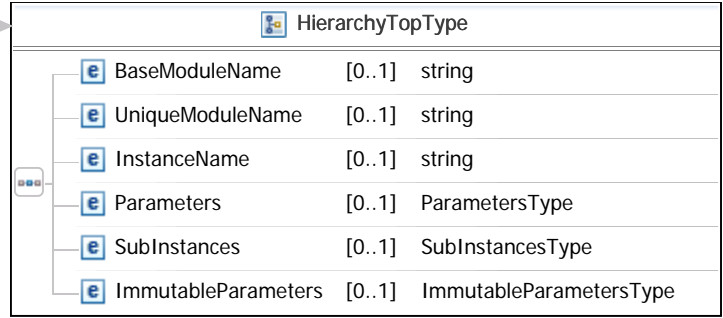 HierarchyTopType
e BaseModuleName [0..1] string
e UniqueModuleName [0..1] string
e InstanceName [0..1] string
e Parameters [0..1] ParametersType
e SubInstances [0..1] SubInstancesType
e ImmutableParameters [0..1] ImmutableParametersType